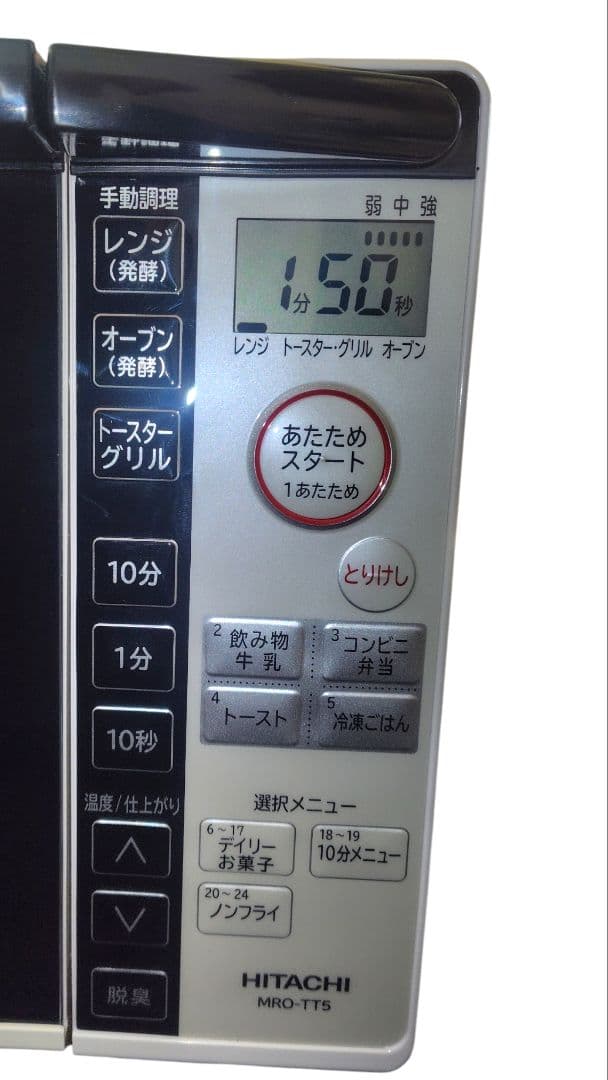 手動調理
レンジ
(発酵)
オーブン
(発酵)
トースター
グリル
10分
1分
10秒
温度/仕上がり
脱臭
弱 中 強
1分50秒
レンジ トースター・グリル オーブン
あたため
スタート
1あたため
とりけし
2 飲み物
牛乳
3 コンビニ
弁当
4 トースト
5 冷凍ごはん
選択メニュー
6~17
デイリー
お菓子
18~19
10分メニュー
20~24
ノンフライ
HITACHI
MRO-TT5